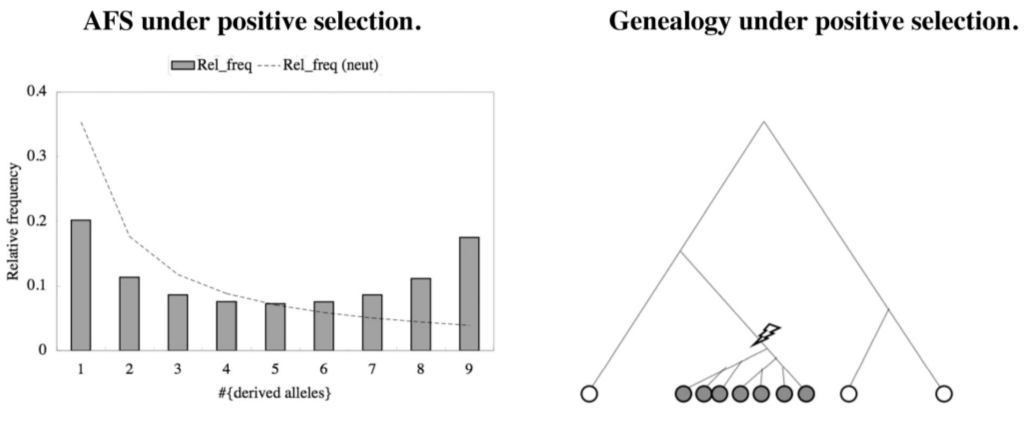 AFS under positive selection.
Genealogy under positive selection.
Rel_freq
Rel_freq (neut)
Relative frequency
0.4
0.3
0.2
0.1
0
1 2 3 4 5 6 7 8 9
#{derived alleles}